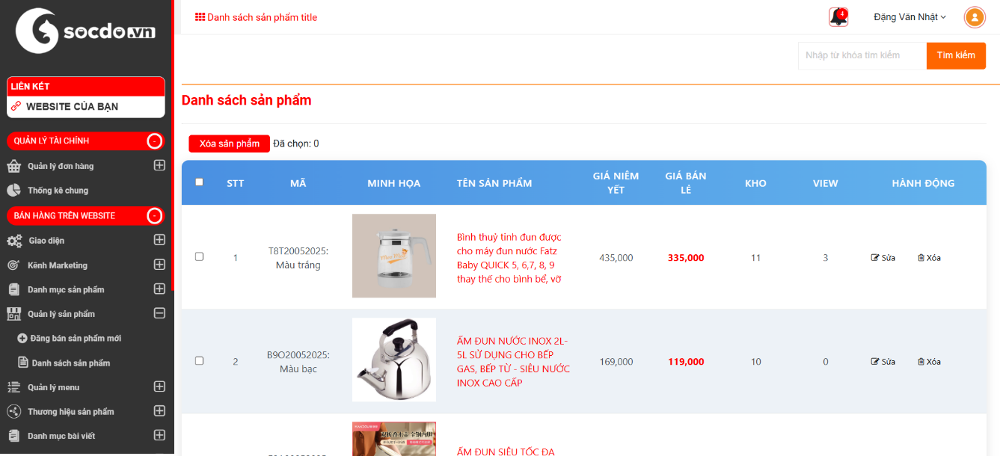 socdo.vn
LIÊN KẾT
WEBSITE CỦA BẠN
QUẢN LÝ TÀI CHÍNH
Quản lý đơn hàng
Thống kê chung
BÁN HÀNG TRÊN WEBSITE
Giao diện
Kênh Marketing
Danh mục sản phẩm
Quản lý sản phẩm
Đăng bán sản phẩm mới
Danh sách sản phẩm
Quản lý menu
Thương hiệu sản phẩm
Danh mục bài viết
Danh sách sản phẩm title
4
Đặng Văn Nhật
Nhập từ khóa tìm kiếm
Tìm kiếm
Danh sách sản phẩm
Xóa sản phẩm
Đã chọn: 0
STT
MÃ
MINH HỌA
TÊN SẢN PHẨM
GIÁ NIÊM
YẾT
GIÁ BÁN
LẺ
KHO
VIEW
HÀNH ĐỘNG
1
T8T20052025:
Màu trắng
Bình thuỷ tinh đun được
cho máy đun nước Fatz
Baby QUICK 5, 6,7, 8, 9
thay thế cho bình bể, vỡ
435,000
335,000
11
3
Sửa
Xóa
2
B9O20052025:
Màu bạc
ẤM ĐUN NƯỚC INOX 2L-
5L SỬ DỤNG CHO BẾP
GAS, BẾP TỪ - SIÊU NƯỚC
INOX CAO CẤP
169,000
119,000
10
0
Sửa
Xóa
ẤM ĐUN SIÊU TỐC ĐA